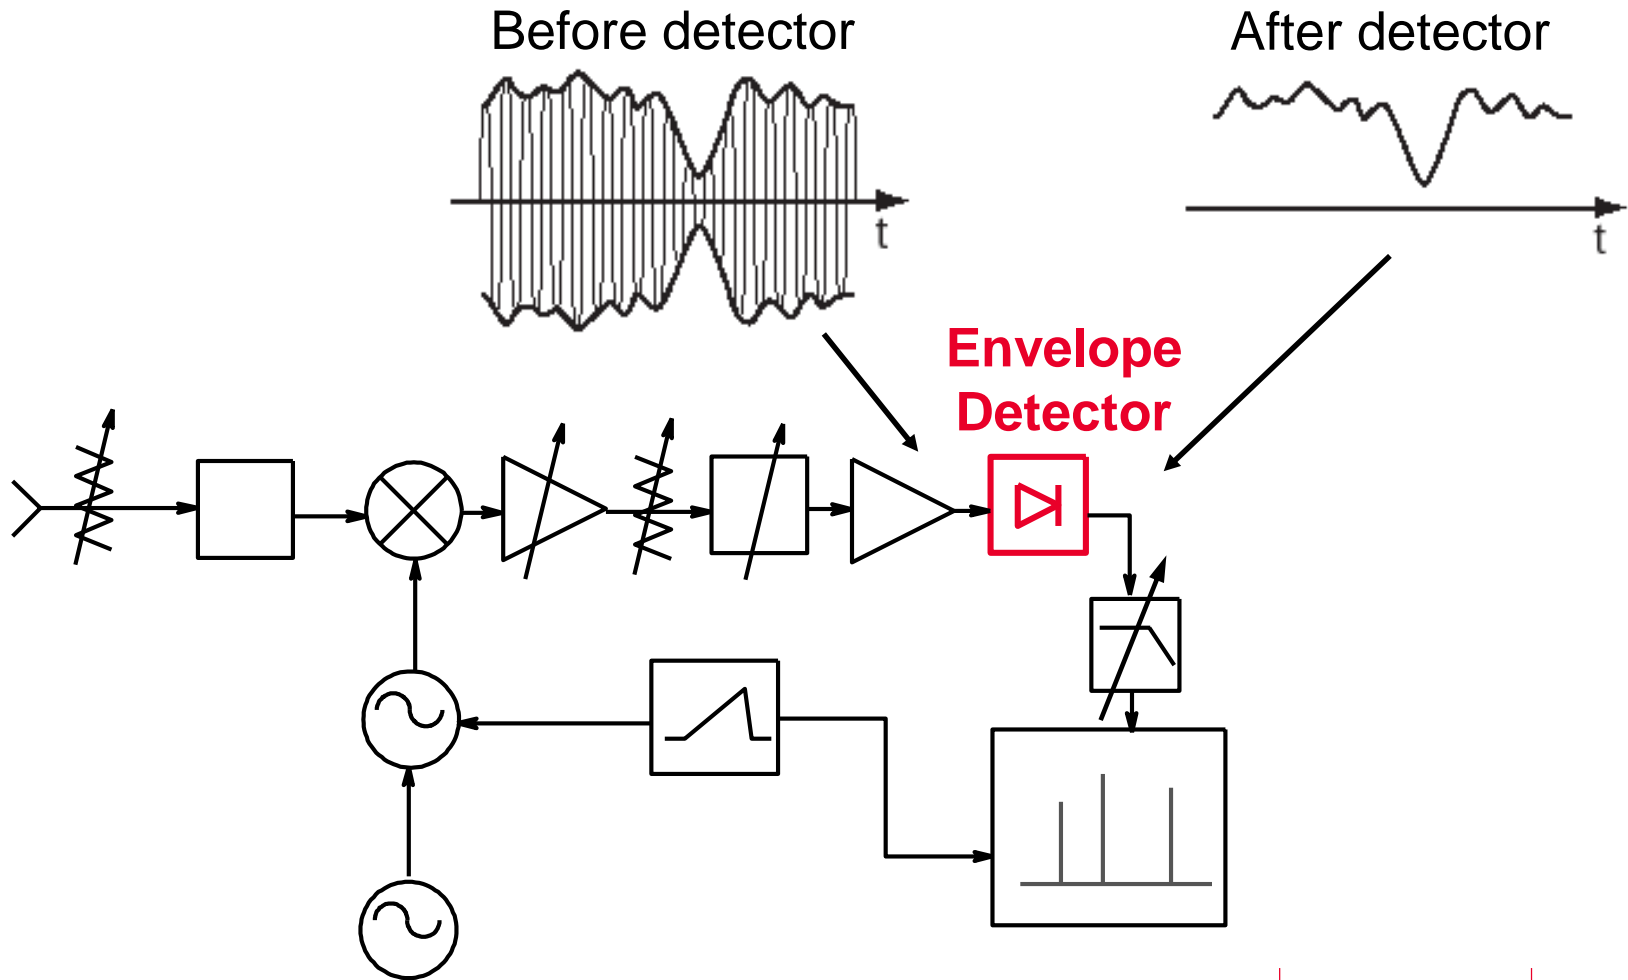 Before detector
After detector
t
t
Envelope
Detector